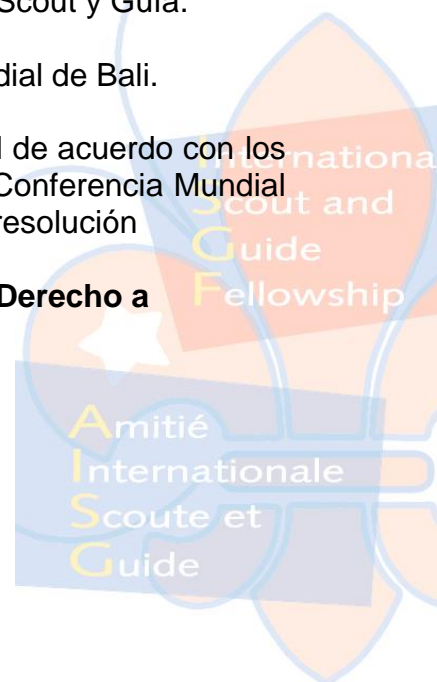 Scout y Guía.
dial de Bali.
l de acuerdo con los
Conferencia Mundial
resolución
Derecho a
International
Scout and
Guide
Fellowship
Amitié
Internationale
Scoute et
Guide